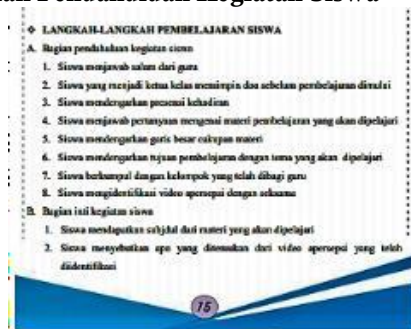 Pendahuluan Kegiatan Siswa
❖ LANGKAH-LANGKAH PEMBELAJARAN SISWA
A. Bagian pendahuluan kegiatan siswa
1. Siswa menjawab salam dari guru
2. Siswa yang menjadi ketua kelas memimpin doa sebelum pembelajaran dimulai
3. Siswa mendengarkan presensi kehadiran
4. Siswa menjawab pertanyaan mengenai materi pembelajaran yang akan dipelajari
5. Siswa mendengarkan garis besar cakupan materi
6. Siswa mendengarkan tujuan pembelajaran dengan tema yang akan dipelajari
7. Siswa berkumpul dengan kelompok yang telah dibagi guru
8. Siswa mengidentifikasi video apersepsi dengan seksama
B. Bagian inti kegiatan siswa
1. Siswa mendapatkan subjdul dari materi yang akan dipelajari
2. Siswa menyebutkan apa yang ditemukan dari video apersepsi yang telah
diidentifikasi
15